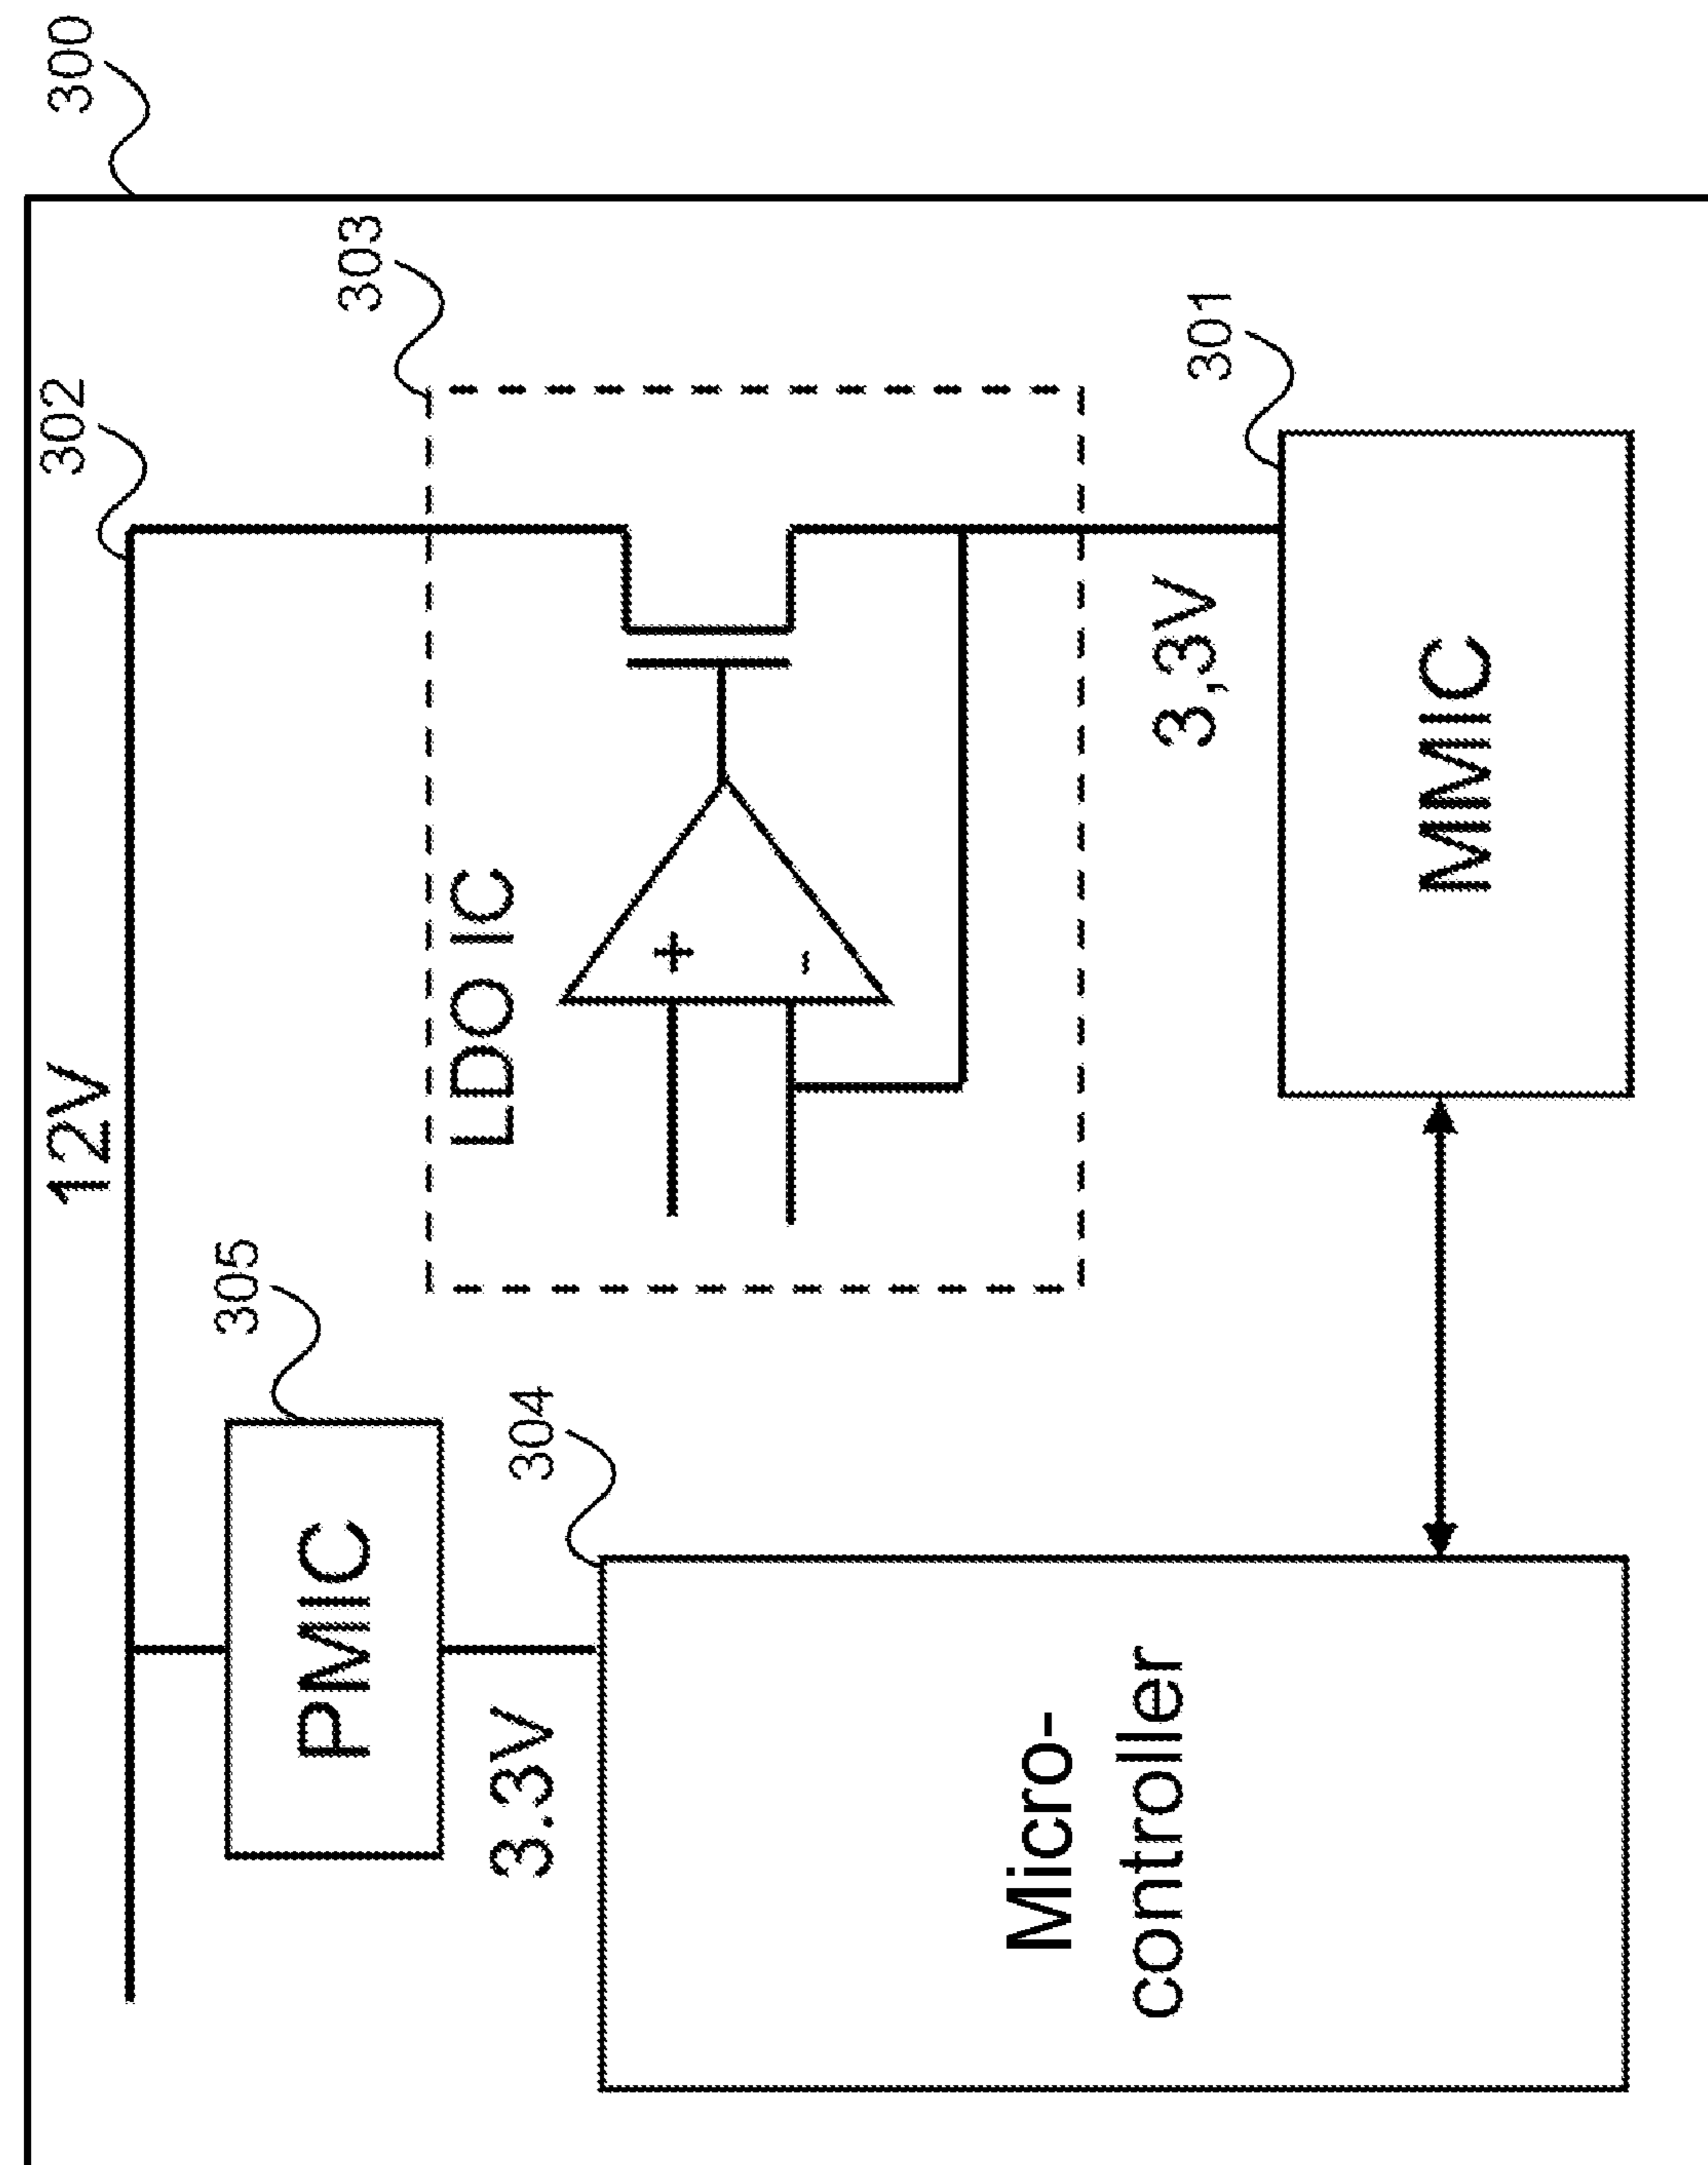 300
302
12V
303
305
PMIC
LDO IC
+
-
304
3.3V
3,3V
301
Micro-
controller
MMIC